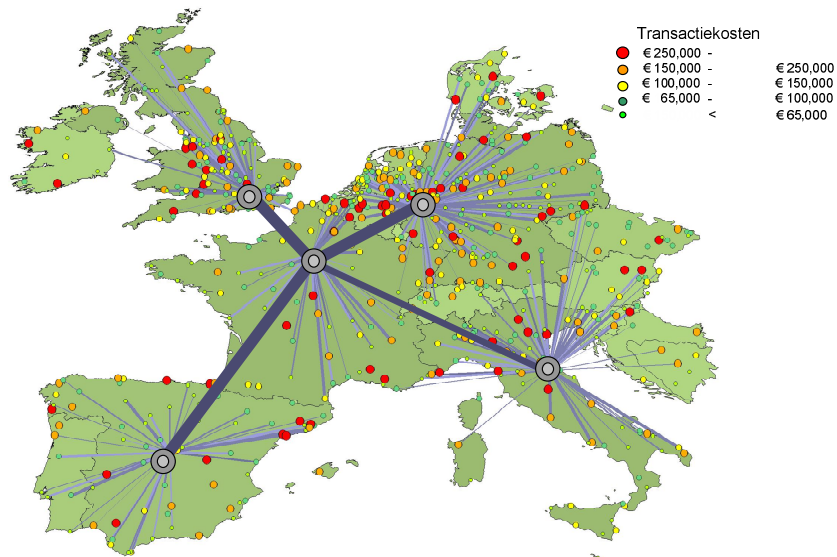 Transactiekosten
€ 250,000 -
€ 150,000 - € 250,000
€ 100,000 - € 150,000
€ 65,000 - € 100,000
< € 65,000